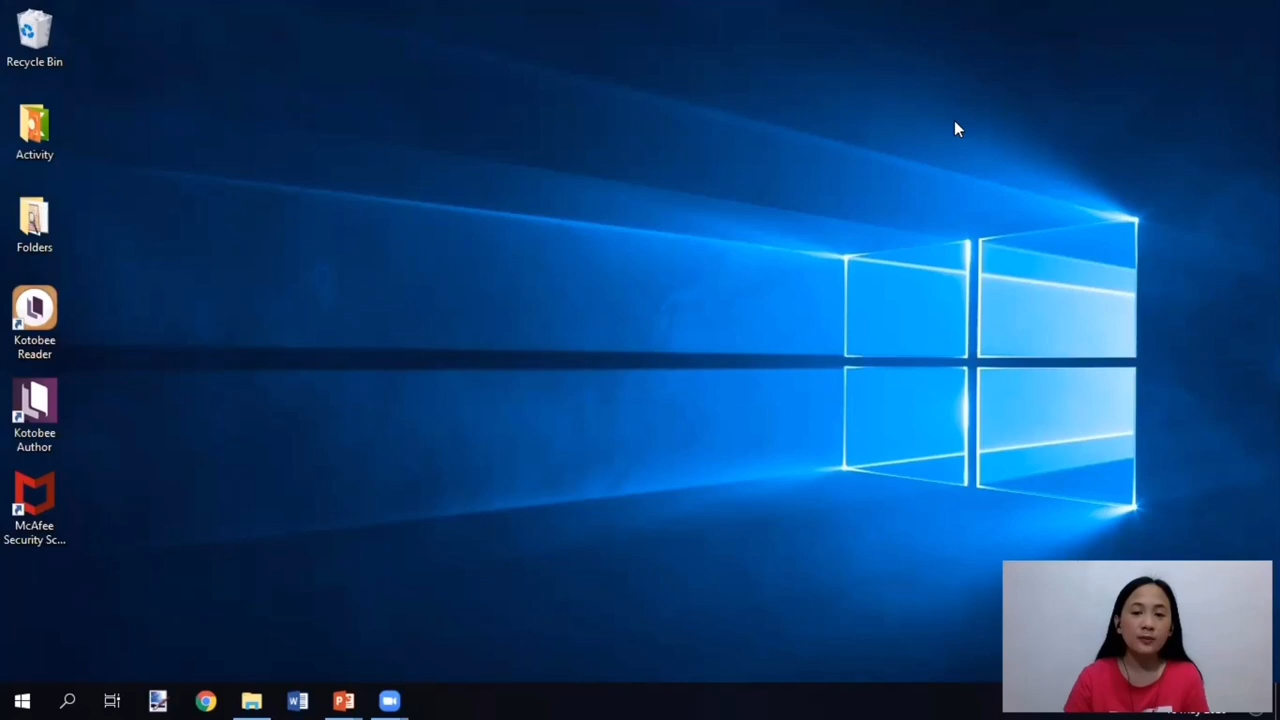 Recycle Bin
Activity
Folders
Kotobee
Reader
Kotobee
Author
McAfee
Security Sc...